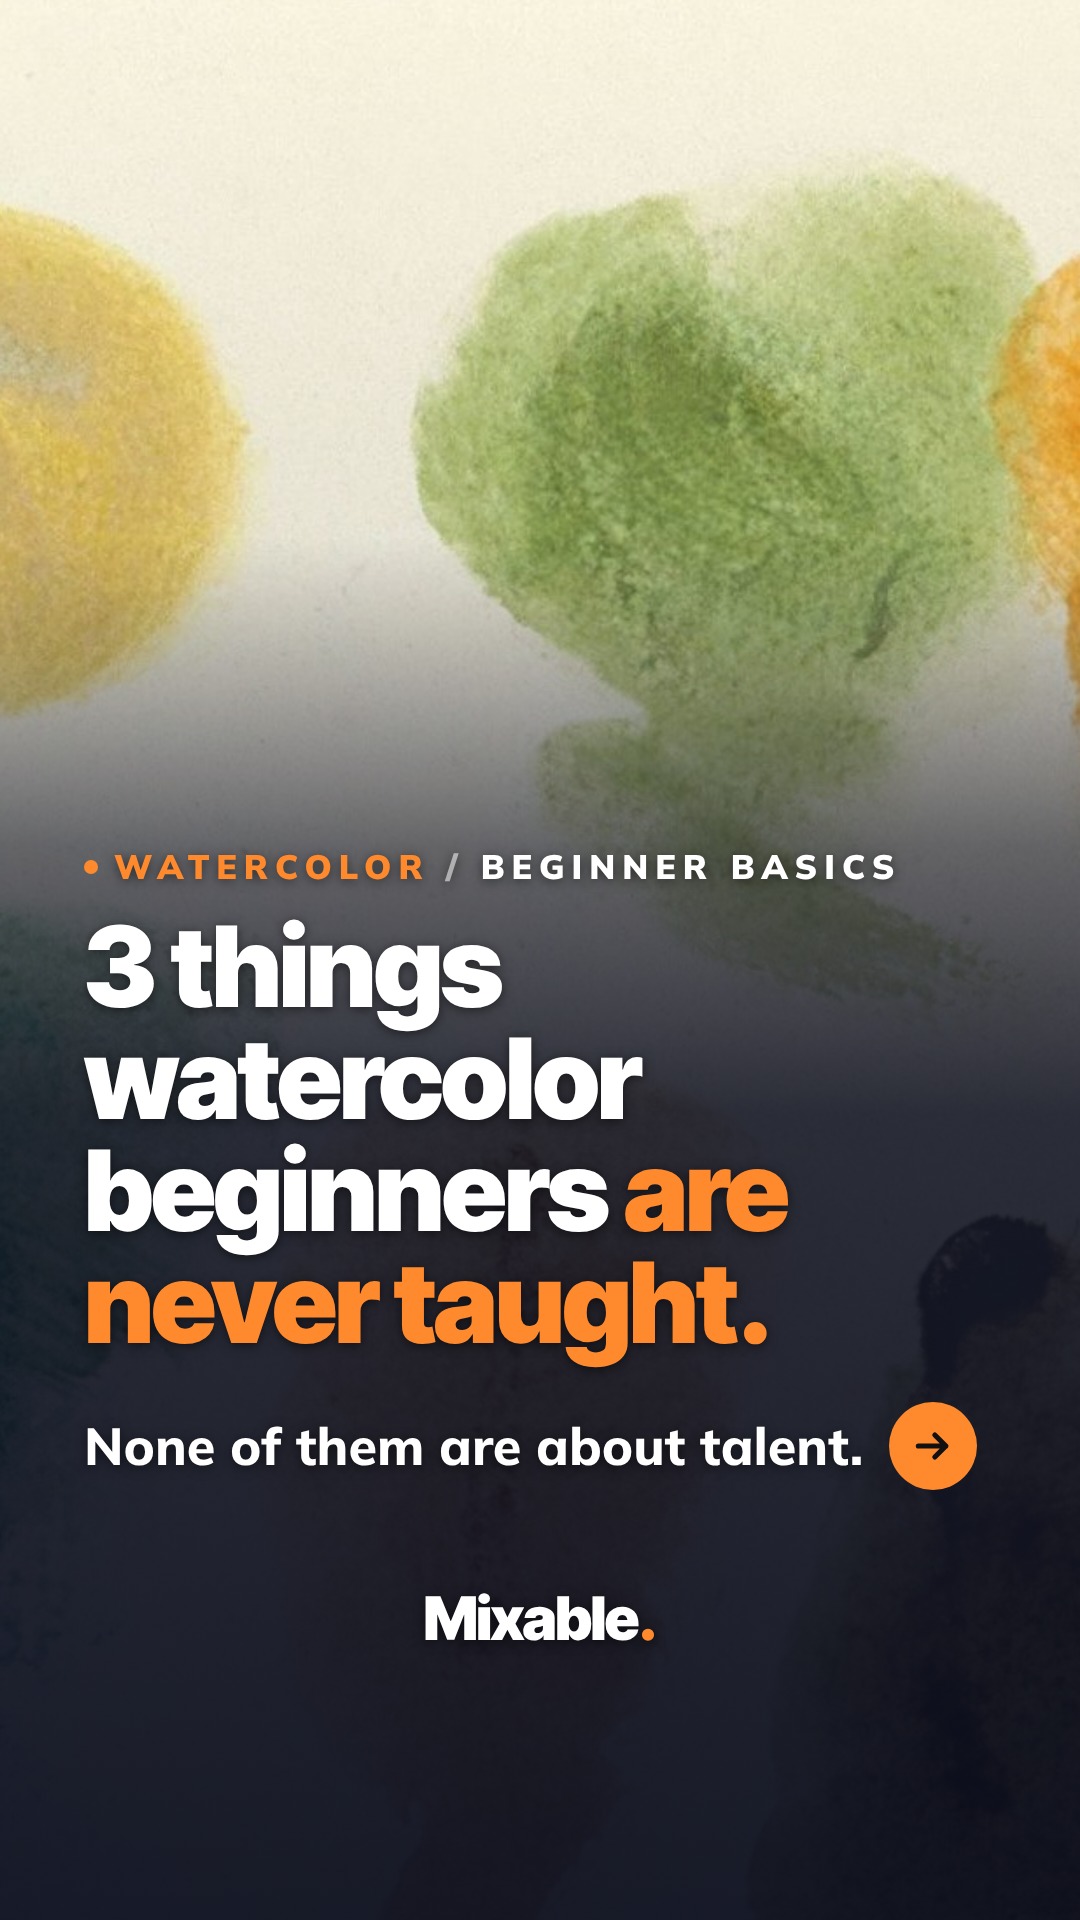 • WATERCOLOR / BEGINNER BASICS
3 things
watercolor
beginners are
never taught.
None of them are about talent.
Mixable.